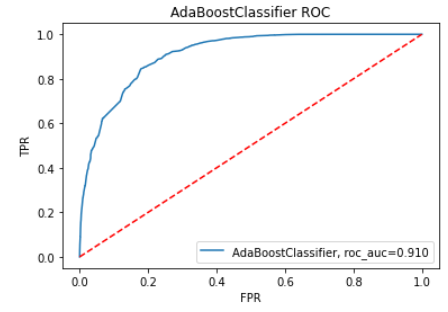 AdaBoostClassifier ROC
1.0
0.8
0.6
0.4
0.2
0.0
TPR
AdaBoostClassifier, roc_auc=0.910
0.0 0.2 0.4 0.6 0.8 1.0
FPR